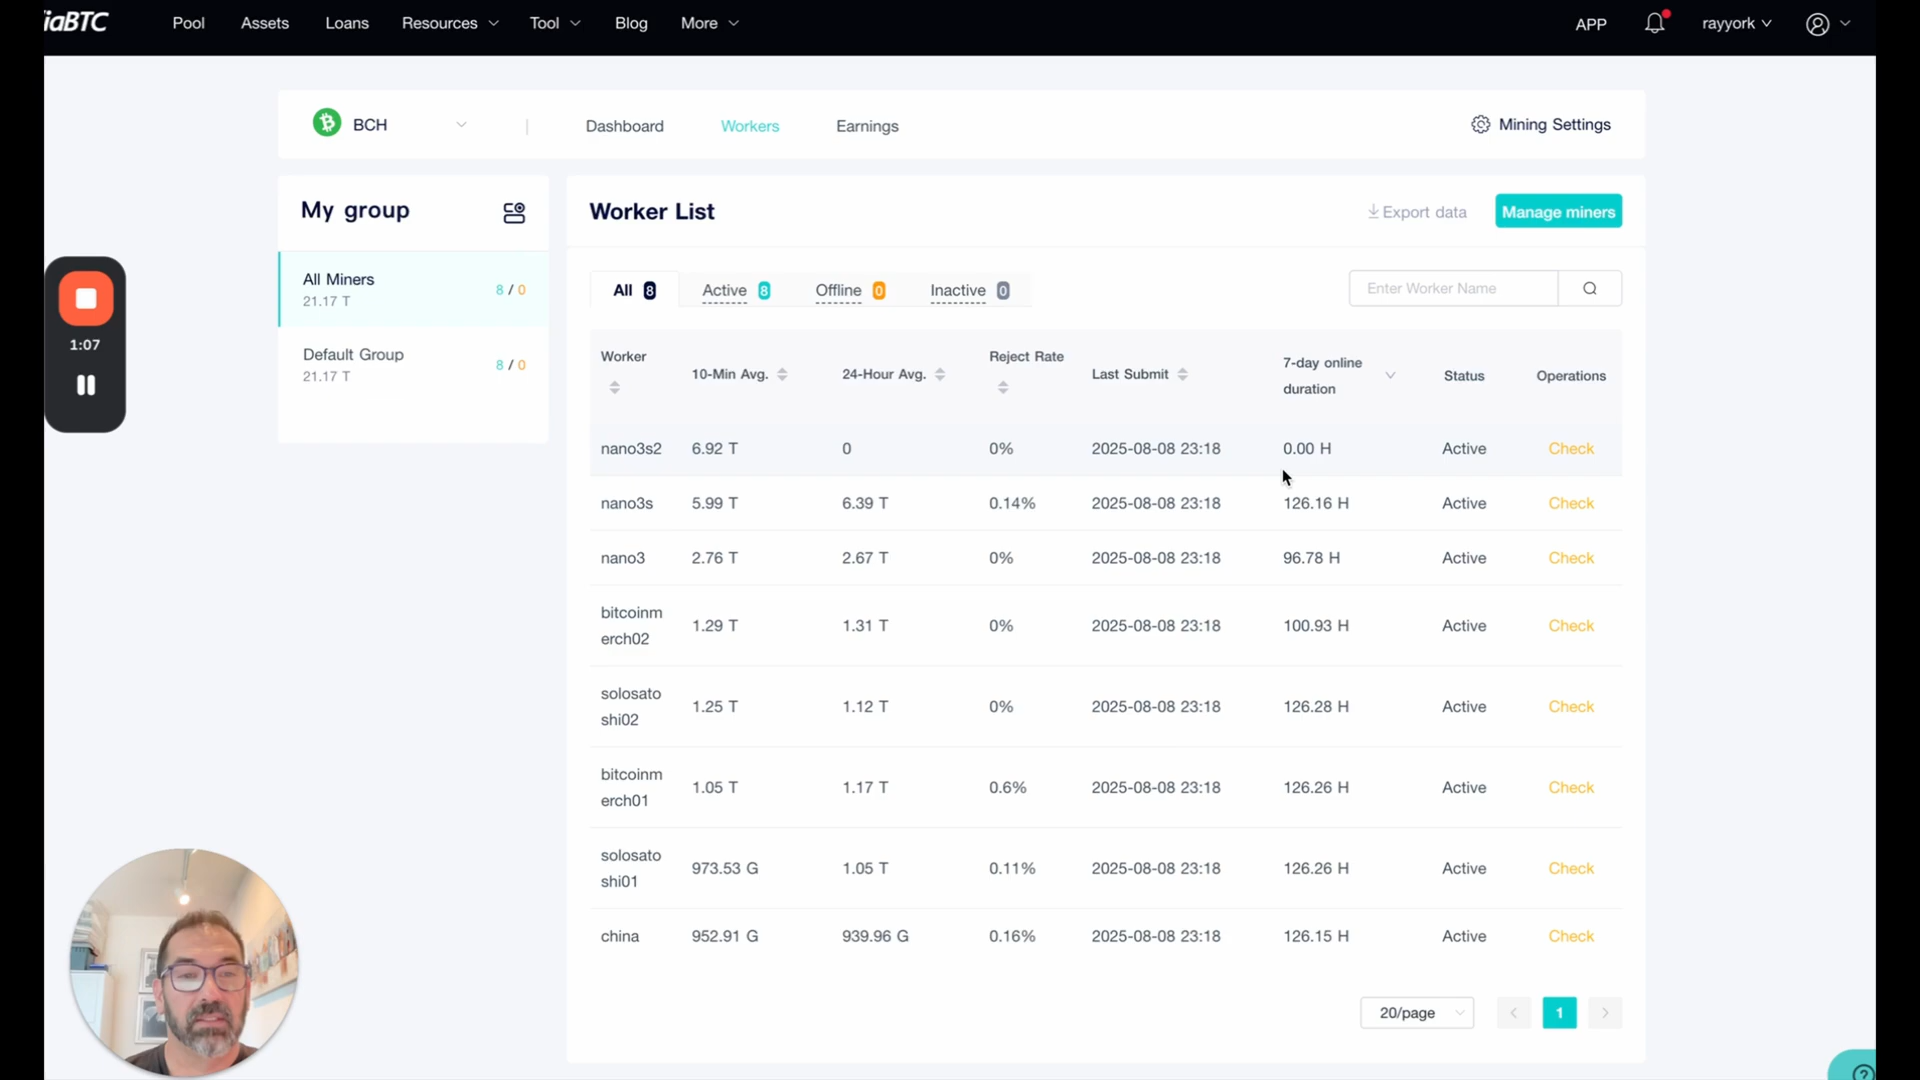 iaBTC Pool Assets Loans Resources Tool Blog More APP rayyork
BCH Dashboard Workers Earnings Mining Settings
My group
All Miners
21.17 T
8 / 0
Default Group
21.17 T
8 / 0
1:07
Worker List Export data Manage miners
All 8 Active 8 Offline 0 Inactive 0 Enter Worker Name
Worker 10-Min Avg. 24-Hour Avg. Reject Rate Last Submit 7-day online duration Status Operations
nano3s2 6.92 T 0 0% 2025-08-08 23:18 0.00 H Active Check
nano3s 5.99 T 6.39 T 0.14% 2025-08-08 23:18 126.16 H Active Check
nano3 2.76 T 2.67 T 0% 2025-08-08 23:18 96.78 H Active Check
bitcoinm
erch02 1.29 T 1.31 T 0% 2025-08-08 23:18 100.93 H Active Check
solosato
shi02 1.25 T 1.12 T 0% 2025-08-08 23:18 126.28 H Active Check
bitcoinm
erch01 1.05 T 1.17 T 0.6% 2025-08-08 23:18 126.26 H Active Check
solosato
shi01 973.53 G 1.05 T 0.11% 2025-08-08 23:18 126.26 H Active Check
china 952.91 G 939.96 G 0.16% 2025-08-08 23:18 126.15 H Active Check
20/page < 1 >